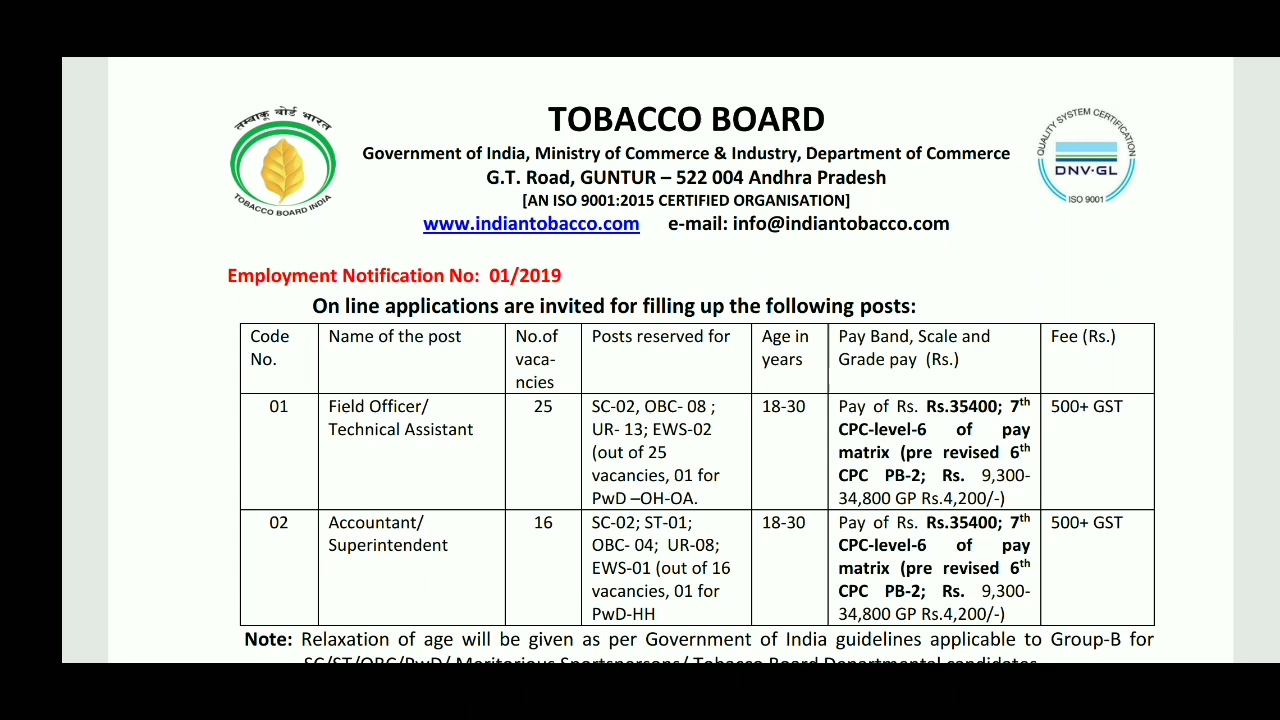 तम्बाकू बोर्ड भारत
TOBACCO BOARD INDIA
TOBACCO BOARD
Government of India, Ministry of Commerce & Industry, Department of Commerce
G.T. Road, GUNTUR – 522 004 Andhra Pradesh
[AN ISO 9001:2015 CERTIFIED ORGANISATION]
www.indiantobacco.com e-mail: info@indiantobacco.com
QUALITY SYSTEM CERTIFICATION
DNV·GL
ISO 9001
Employment Notification No: 01/2019
On line applications are invited for filling up the following posts:
Code
No.
Name of the post
No.of
vaca-
ncies
Posts reserved for
Age in
years
Pay Band, Scale and
Grade pay (Rs.)
Fee (Rs.)
01
Field Officer/
Technical Assistant
25
SC-02, OBC- 08 ;
UR- 13; EWS-02
(out of 25
vacancies, 01 for
PwD –OH-OA.
18-30
Pay of Rs. Rs.35400; 7th
CPC-level-6 of pay
matrix (pre revised 6th
CPC PB-2; Rs. 9,300-
34,800 GP Rs.4,200/-)
500+ GST
02
Accountant/
Superintendent
16
SC-02; ST-01;
OBC- 04; UR-08;
EWS-01 (out of 16
vacancies, 01 for
PwD-HH
18-30
Pay of Rs. Rs.35400; 7th
CPC-level-6 of pay
matrix (pre revised 6th
CPC PB-2; Rs. 9,300-
34,800 GP Rs.4,200/-)
500+ GST
Note: Relaxation of age will be given as per Government of India guidelines applicable to Group-B for
SC/ST/OBC/PwD/ Meritorious Sportspersons/ Tobacco Board Departmental candidates